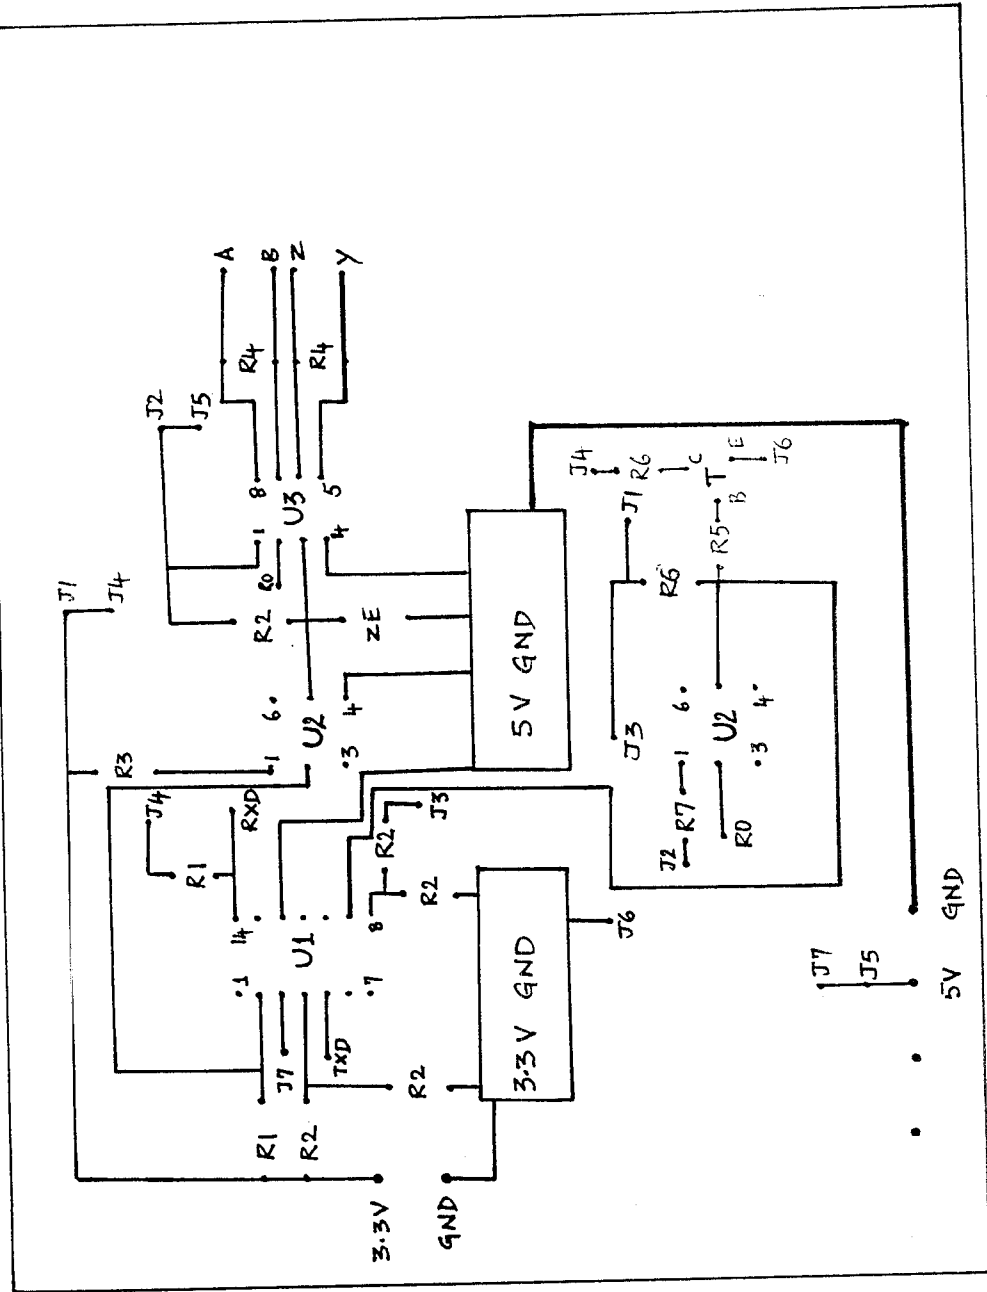 J1
J4
J2
J5
A
B
Z
Y
R4
R4
R3
J4
R1
RXD
1
6
U2
3
4
R2
ZE
RO
1
8
U3
4
5
1
14
U1
7
8
J7
TXD
R1
R2
R2
R2
R2
J3
3.3V
GND
3.3V GND
J6
5V GND
J4
R6
C
T
E
J6
B
R5
J1
R6
J3
1
6
U2
3
4
J2
R7
RO
J7
J5
5V
GND